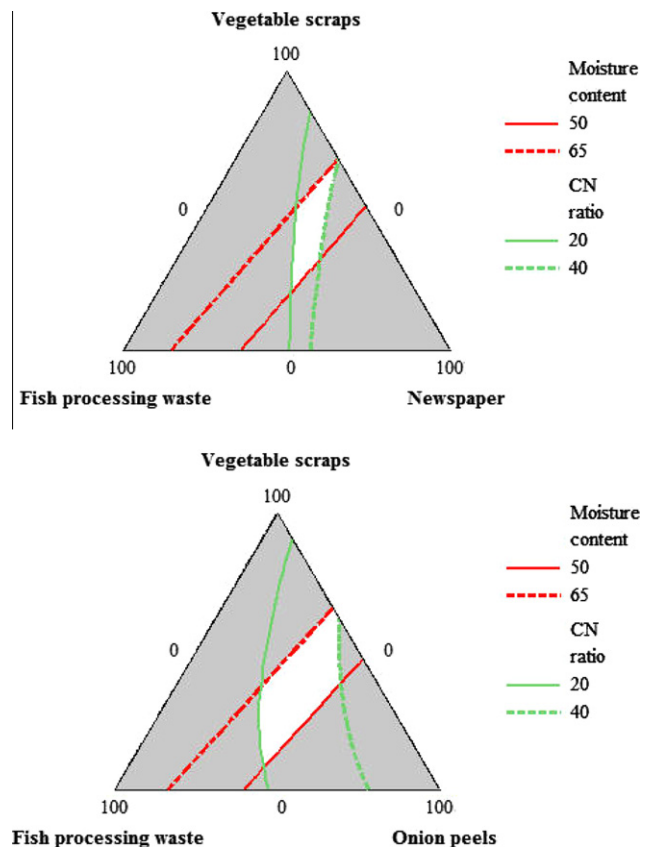 Vegetable scraps
100
0
0
100
0
100
Fish processing waste
Newspaper
Moisture
content
50
65
CN
ratio
20
40
Vegetable scraps
100
0
0
100
0
100
Fish processing waste
Onion peels
Moisture
content
50
65
CN
ratio
20
40